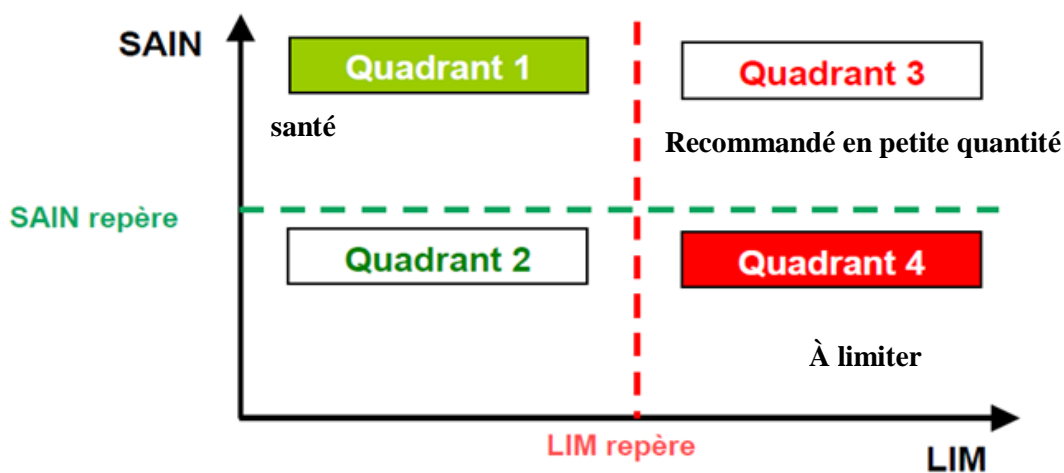 SAIN
Quadrant 1
Quadrant 3
santé
Recommandé en petite quantité
SAIN repère
Quadrant 2
Quadrant 4
À limiter
LIM repère
LIM